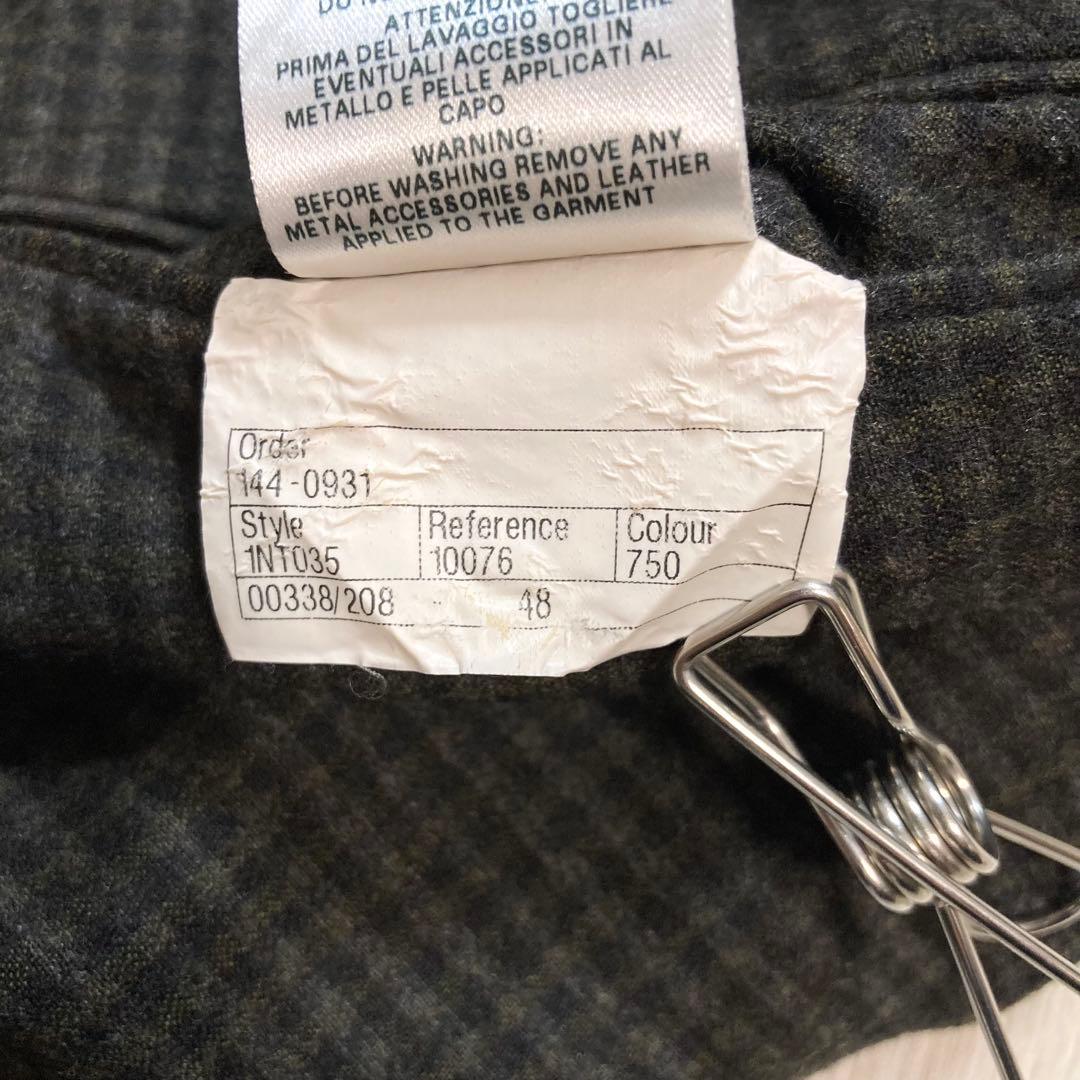 DO NO
ATTENZIONE
PRIMA DEL LAVAGGIO TOGLIERE
EVENTUALI ACCESSORI IN
METALLO E PELLE APPLICATI AL
CAPO
WARNING:
BEFORE WASHING REMOVE ANY
METAL ACCESSORIES AND LEATHER
APPLIED TO THE GARMENT
Order
144-0931
Style Reference Colour
1NT035 10076 750
00338/208 - 48